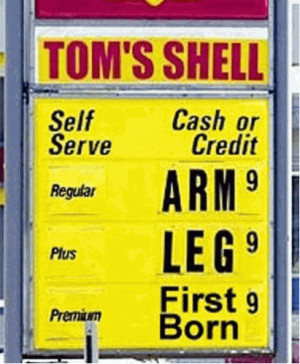 TOM'S SHELL
Self Serve
Cash or Credit
Regular ARM 9
Plus LEG 9
Premium First Born 9